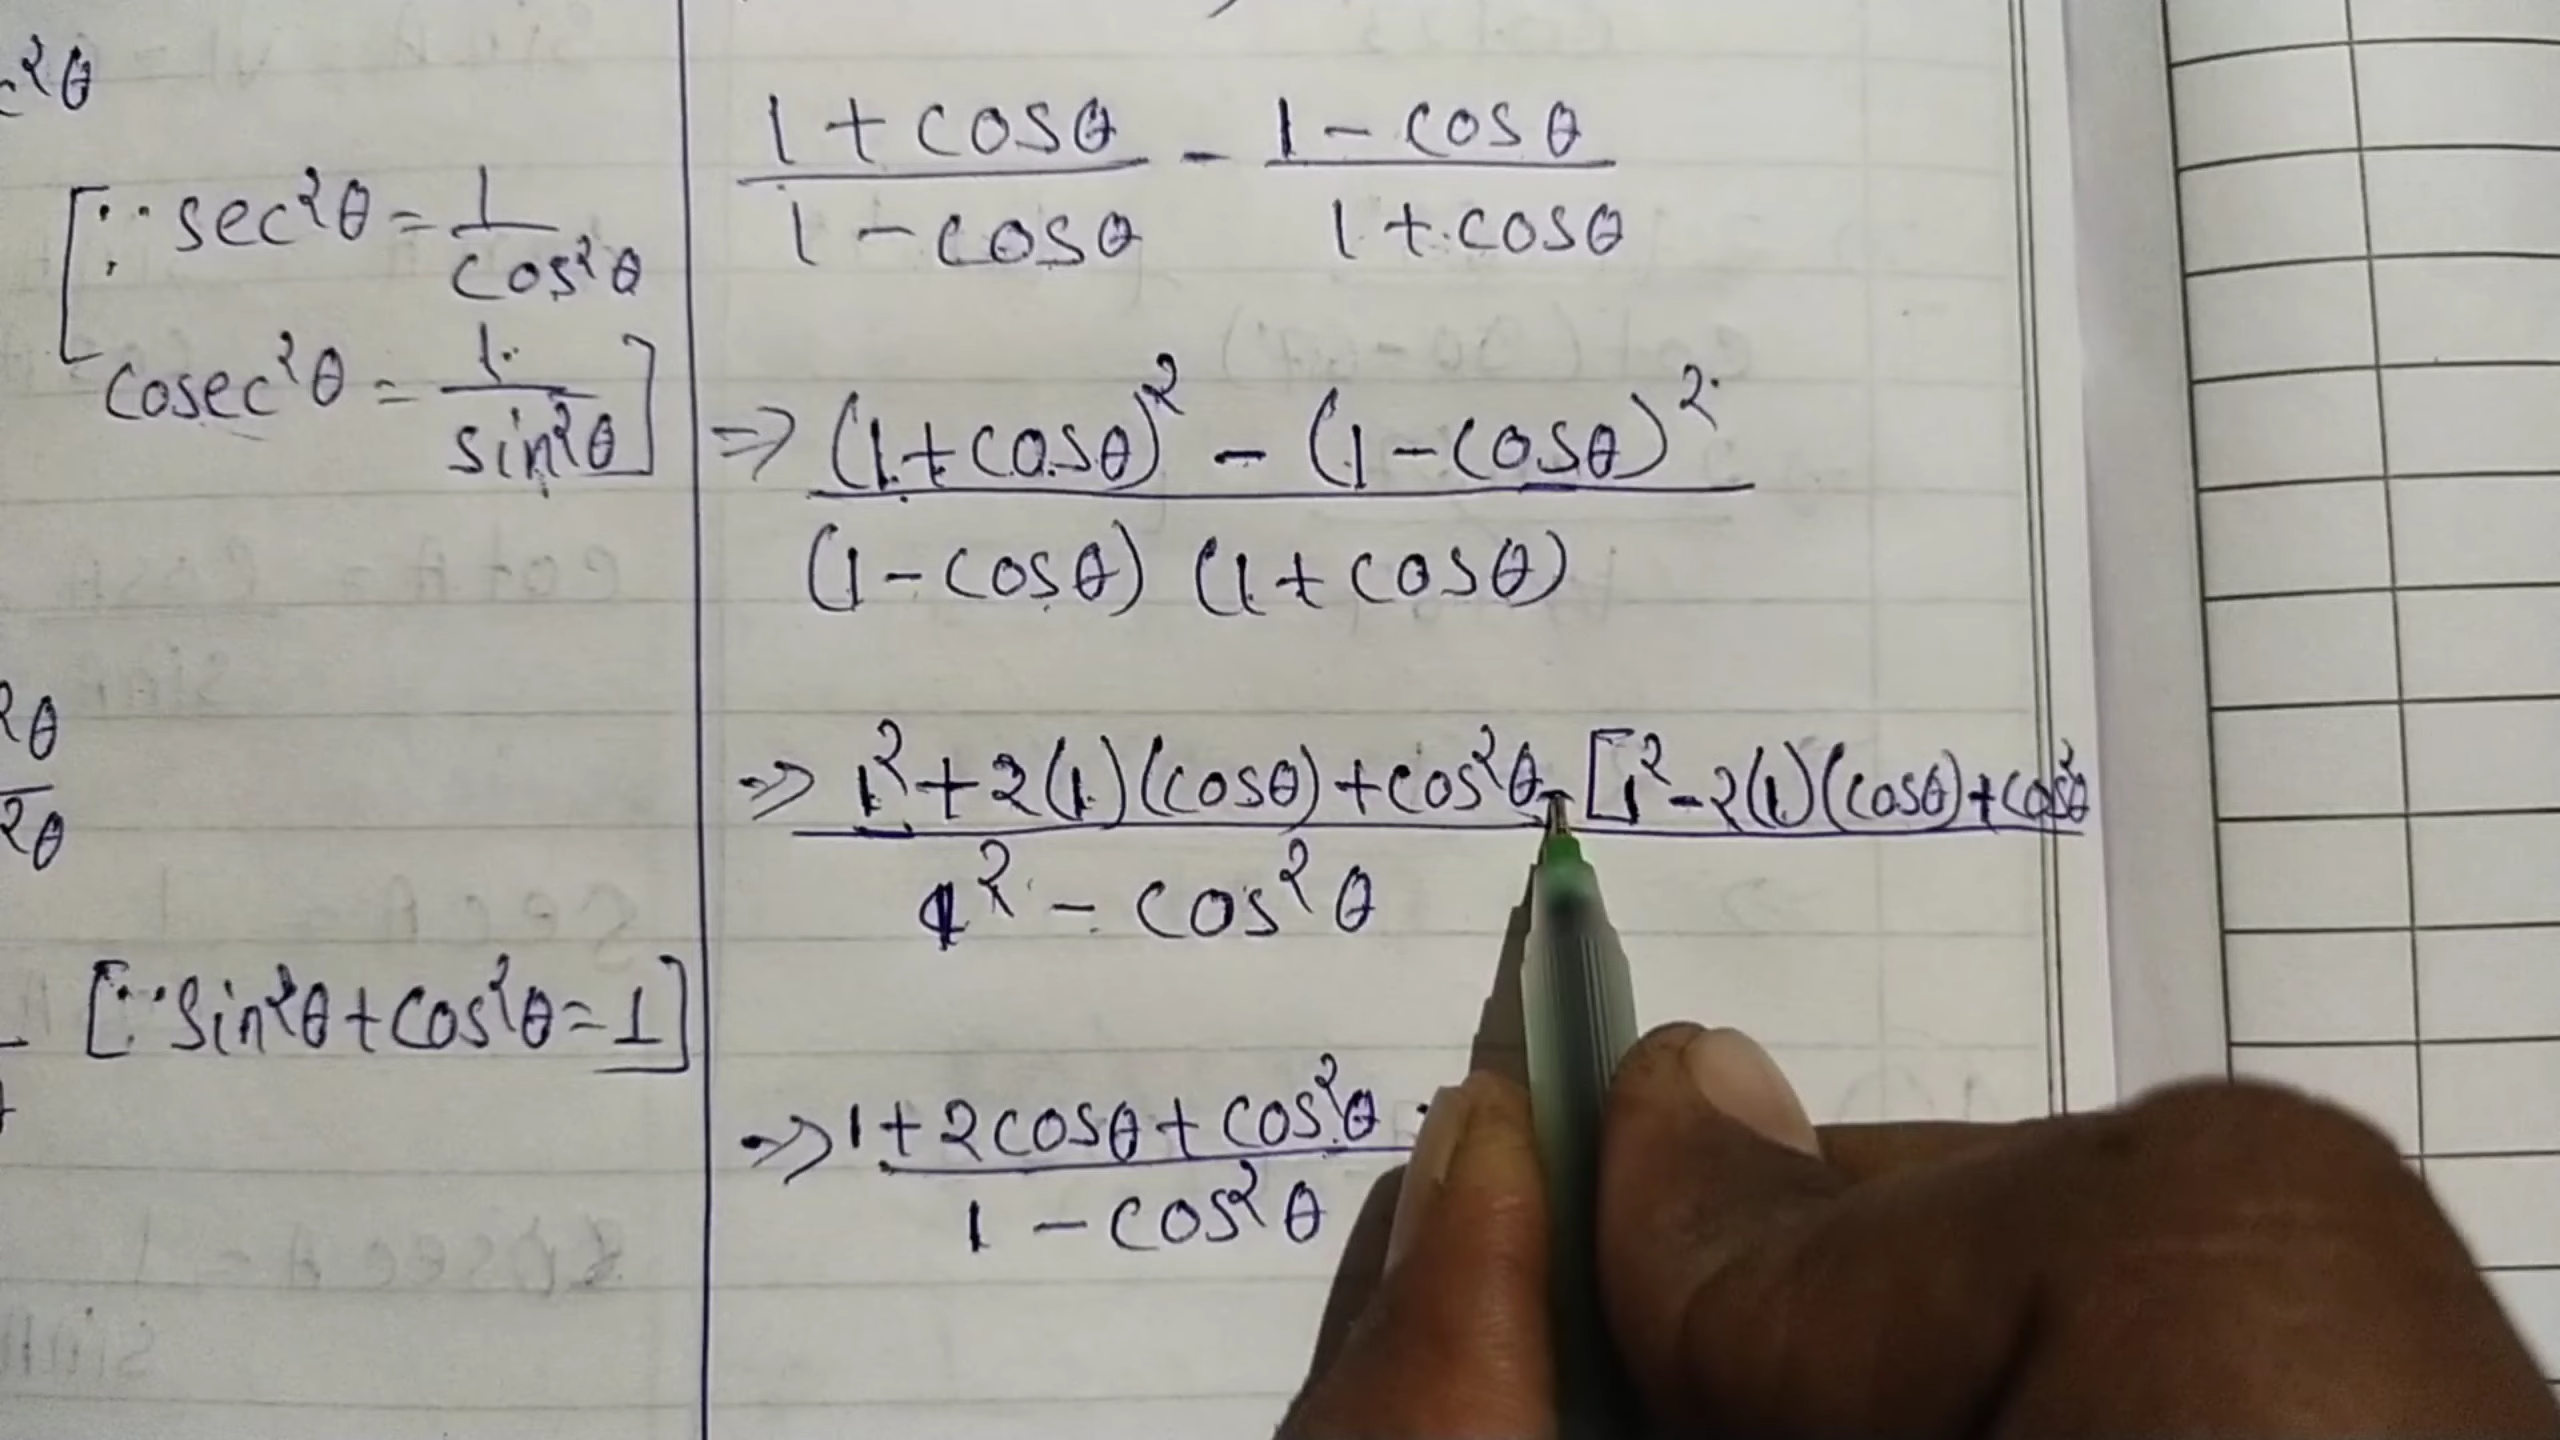 c²θ
[∵ sec²θ = 1/cos²θ
cosec²θ = 1/sin²θ]
²θ
²θ
[∵ sin²θ + cos²θ = 1]
1 + cosθ / 1 - cosθ - 1 - cosθ / 1 + cosθ
⇒ (1 + cosθ)² - (1 - cosθ)²
(1 - cosθ) (1 + cosθ)
⇒ 1² + 2(1)(cosθ) + cos²θ - [1² - 2(1)(cosθ) + cos²θ
1² - cos²θ
⇒ 1 + 2cosθ + cos²θ
1 - cos²θ